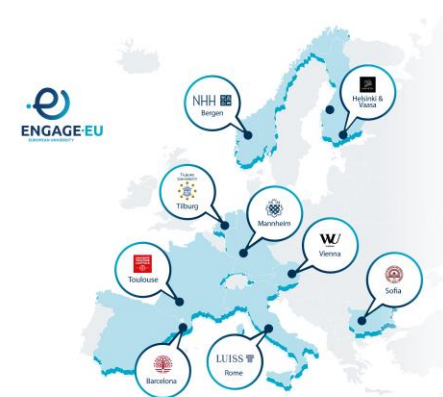 ENGAGE·EU
EUROPEAN UNIVERSITY
NHH
Bergen
Helsinki &
Vaasa
TILBURG
UNIVERSITY
Tilburg
Mannheim
WU
Vienna
Toulouse
Sofia
Barcelona
LUISS
Rome